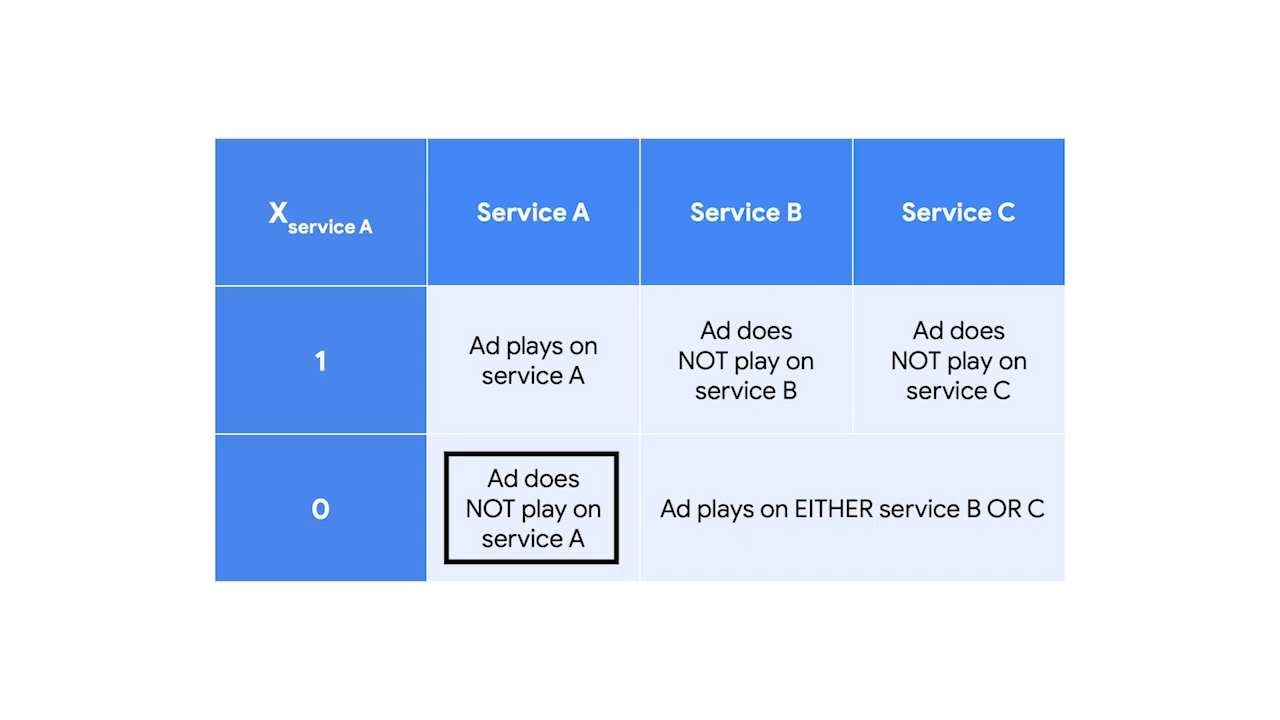 X service A
Service A
Service B
Service C
1
Ad plays on
service A
Ad does
NOT play on
service B
Ad does
NOT play on
service C
0
Ad does
NOT play on
service A
Ad plays on EITHER service B OR C